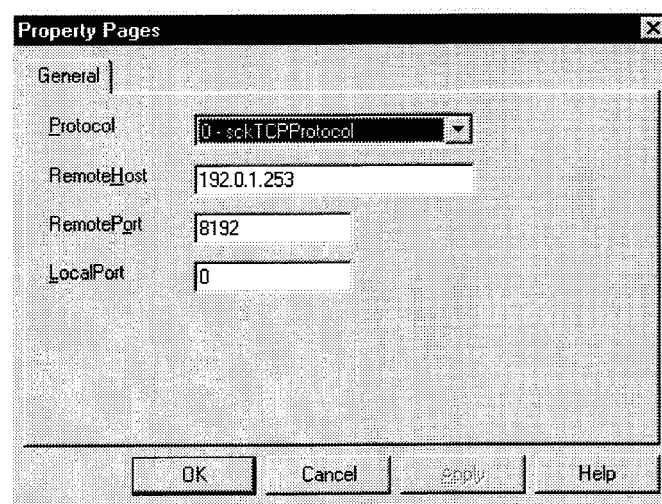 Property Pages
General
Protocol 0 - sckTCPProtocol
RemoteHost 192.0.1.253
RemotePort 8192
LocalPort 0
OK Cancel Apply Help